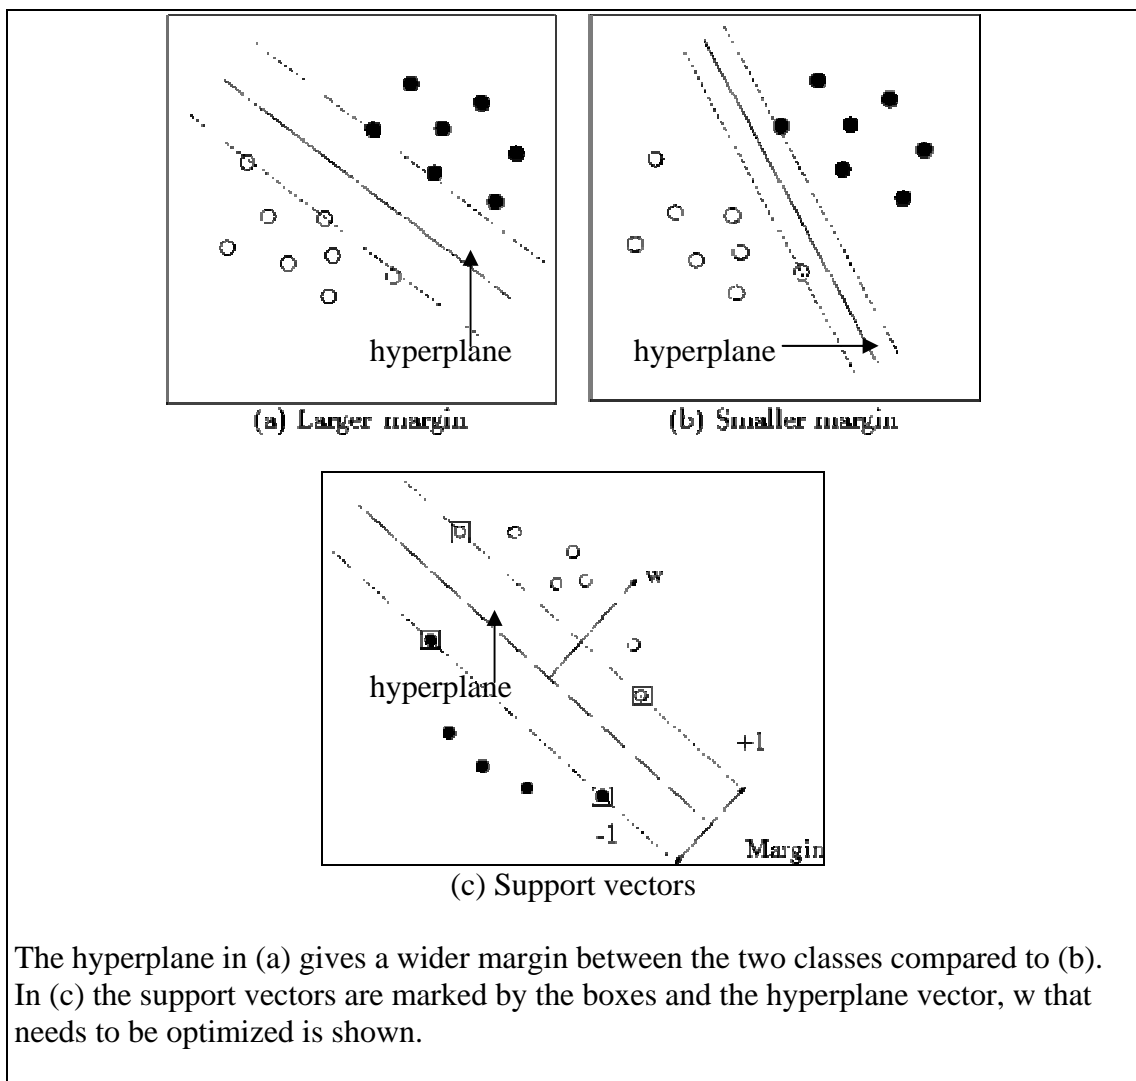 hyperplane
hyperplane
(a) Larger margin
(b) Smaller margin
w
hyperplane
+1
-1
Margin
(c) Support vectors
The hyperplane in (a) gives a wider margin between the two classes compared to (b).
In (c) the support vectors are marked by the boxes and the hyperplane vector, w that
needs to be optimized is shown.